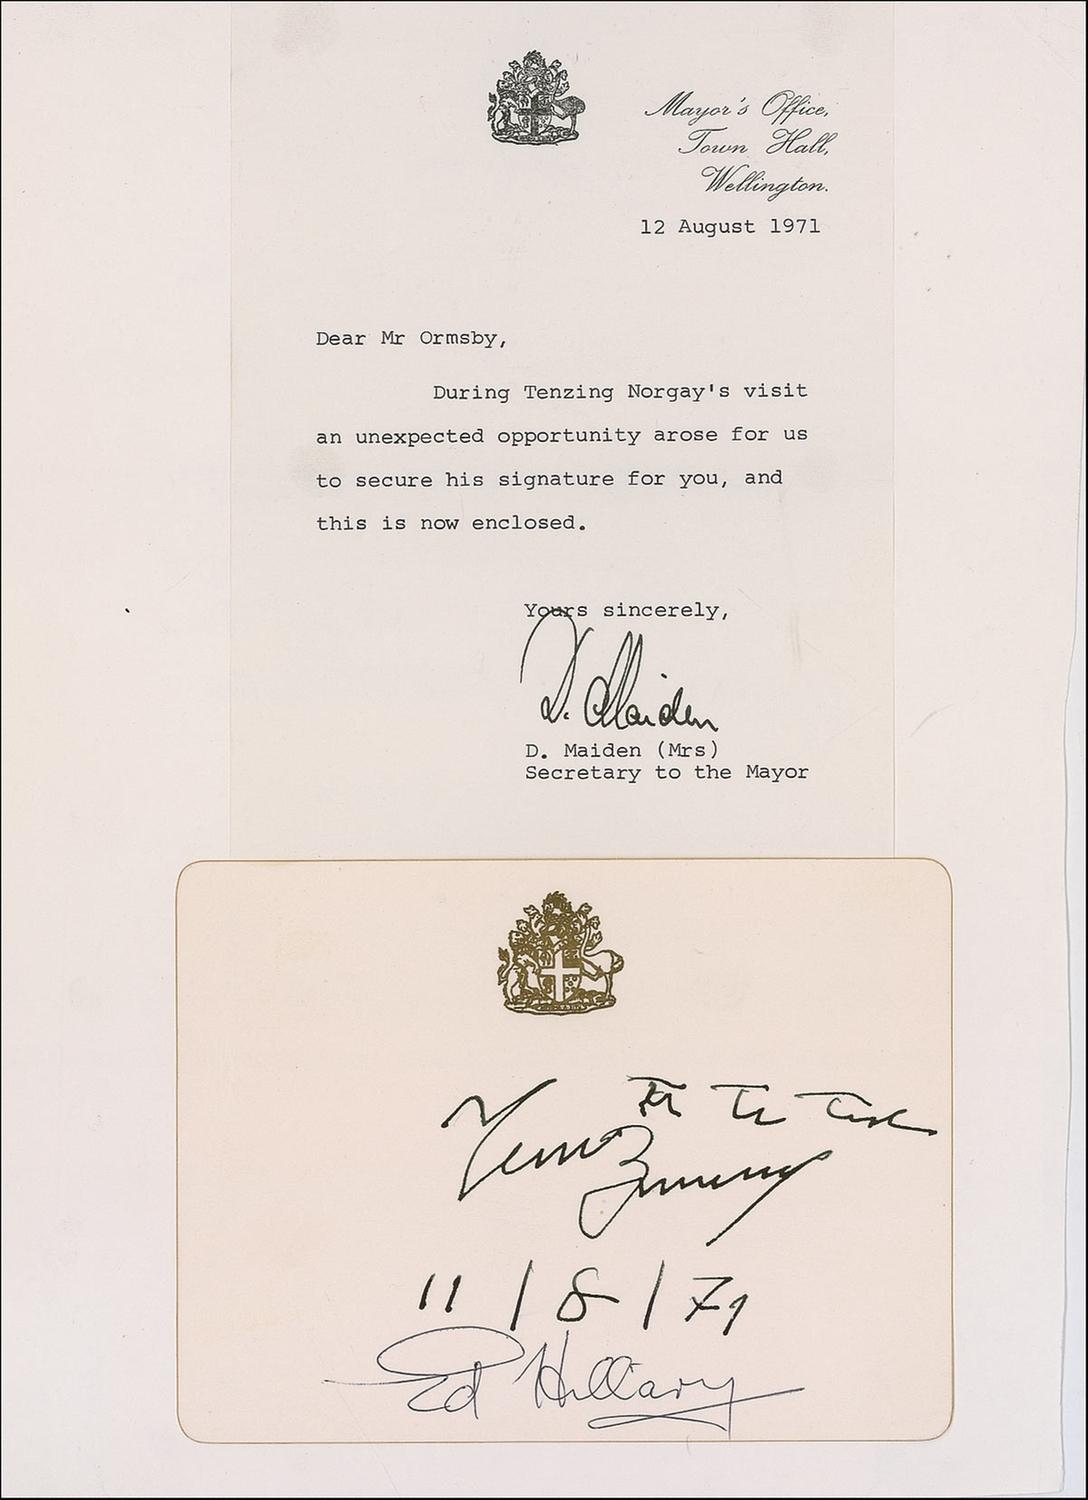 Mayor's Office,
Town Hall,
Wellington.
12 August 1971
Dear Mr Ormsby,
During Tenzing Norgay's visit
an unexpected opportunity arose for us
to secure his signature for you, and
this is now enclosed.
Yours sincerely,
D. Maiden
D. Maiden (Mrs)
Secretary to the Mayor
11/8/71
Ed Hillary